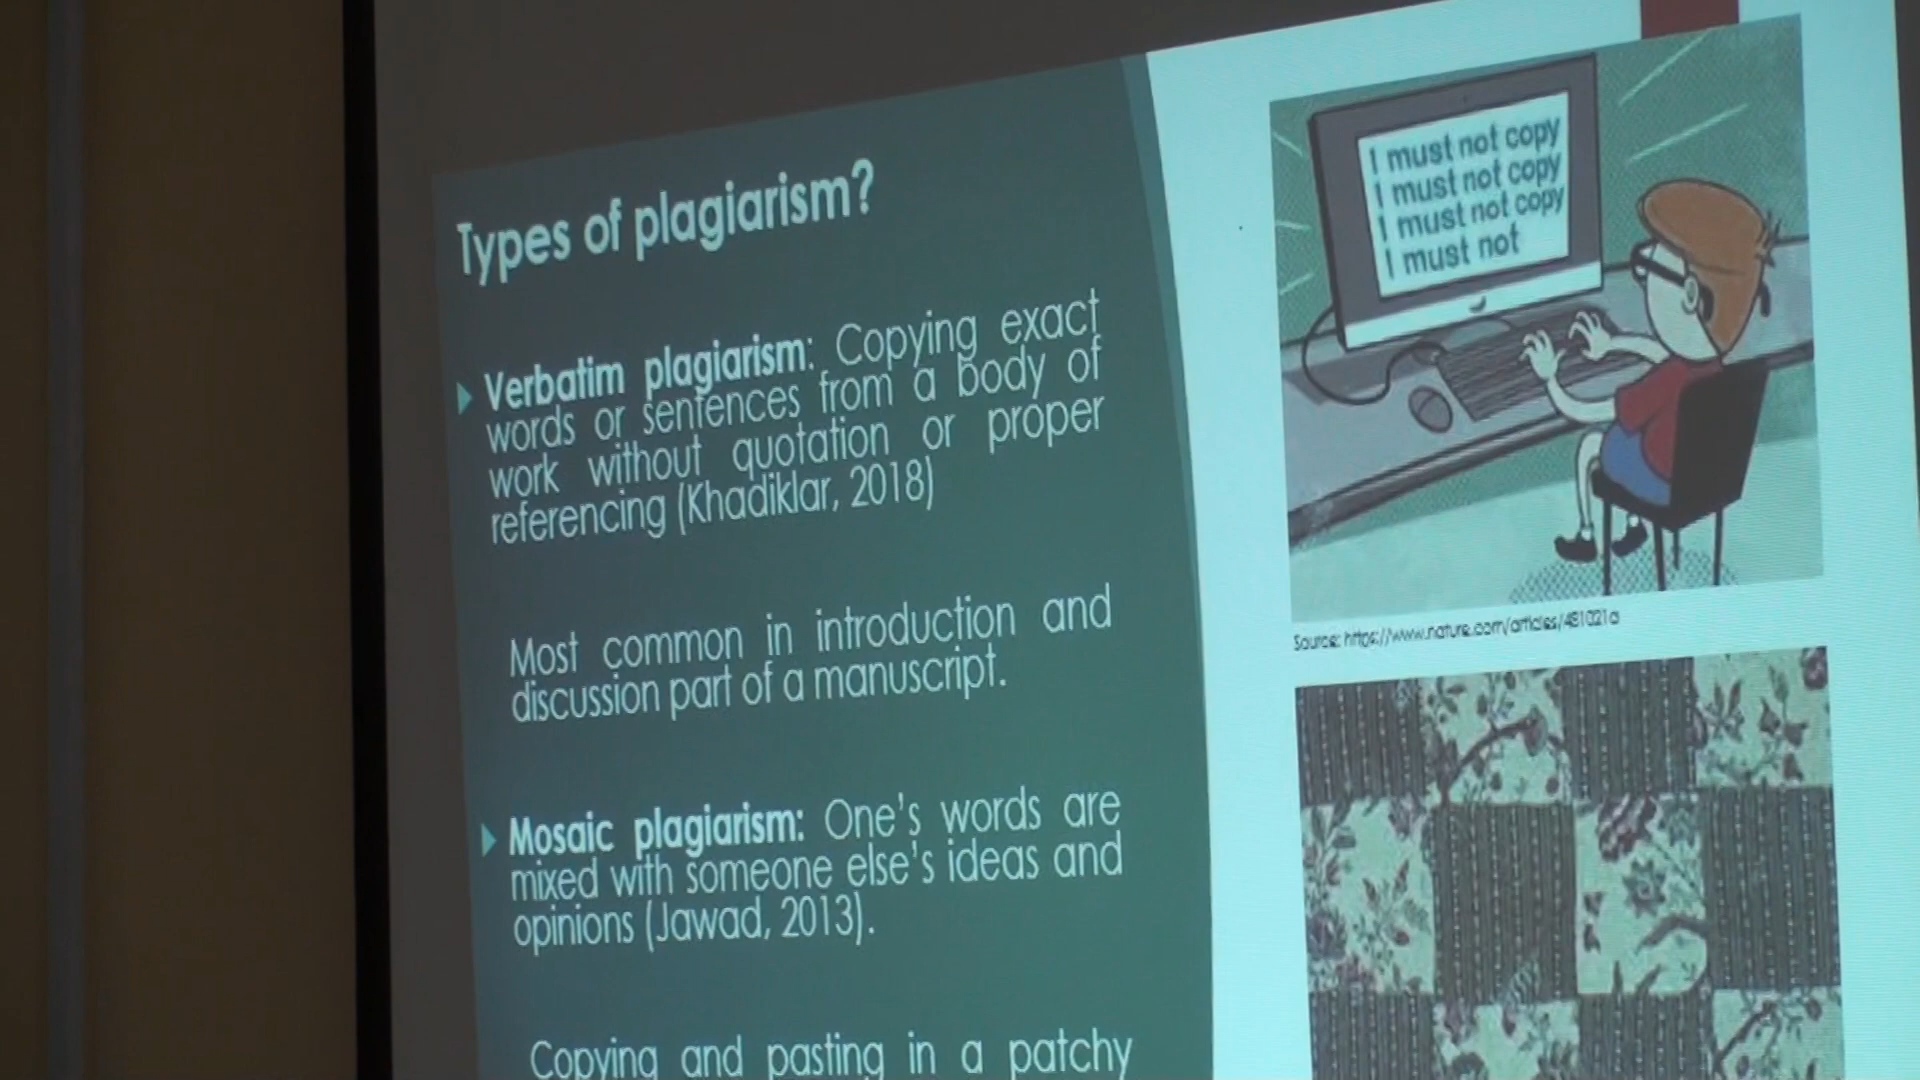 Types of plagiarism?
Verbatim plagiarism: Copying exact
words or sentences from a body of
work without quotation or proper
referencing (Khadiklar, 2018)
Most common in introduction and
discussion part of a manuscript.
Mosaic plagiarism: One's words are
mixed with someone else's ideas and
opinions (Jawad, 2013).
Copying and pasting in a patchy
I must not copy
I must not copy
I must not copy
I must not
Source: https://www.nature.com/articles/481021a